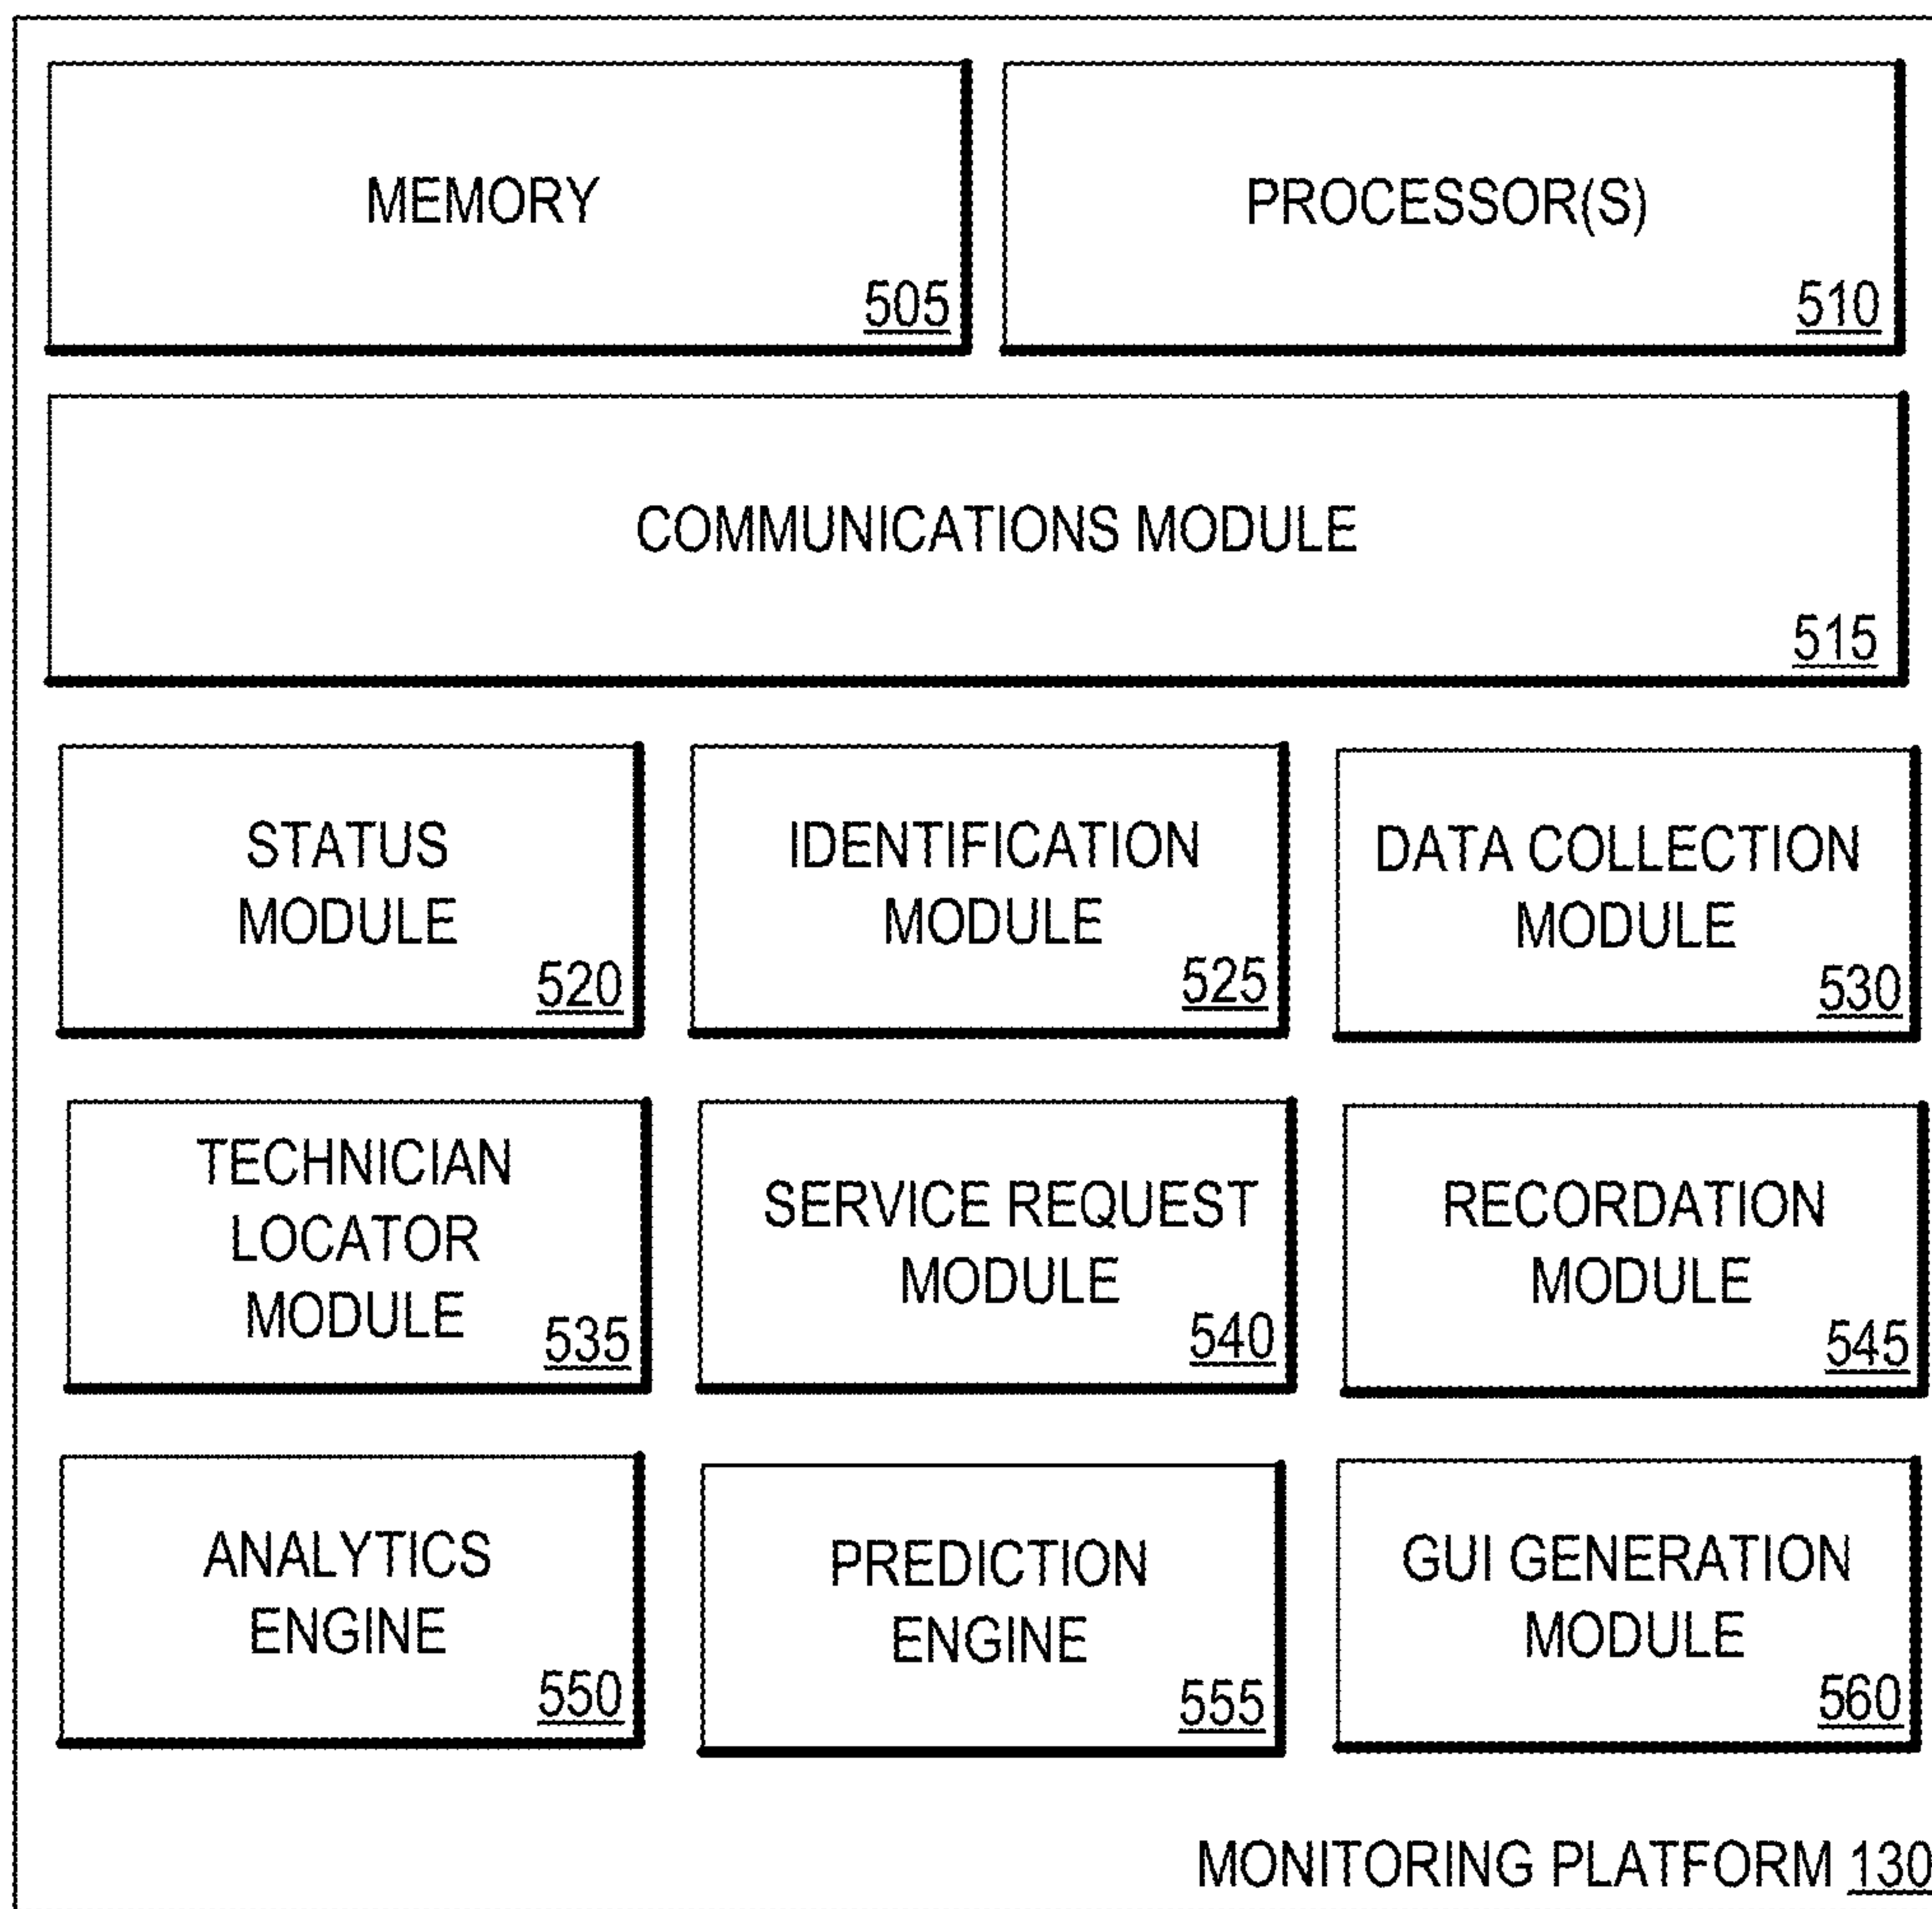 MEMORY
505
PROCESSOR(S)
510
COMMUNICATIONS MODULE
515
STATUS
MODULE
520
IDENTIFICATION
MODULE
525
DATA COLLECTION
MODULE
530
TECHNICIAN
LOCATOR
MODULE
535
SERVICE REQUEST
MODULE
540
RECORDATION
MODULE
545
ANALYTICS
ENGINE
550
PREDICTION
ENGINE
555
GUI GENERATION
MODULE
560
MONITORING PLATFORM 130